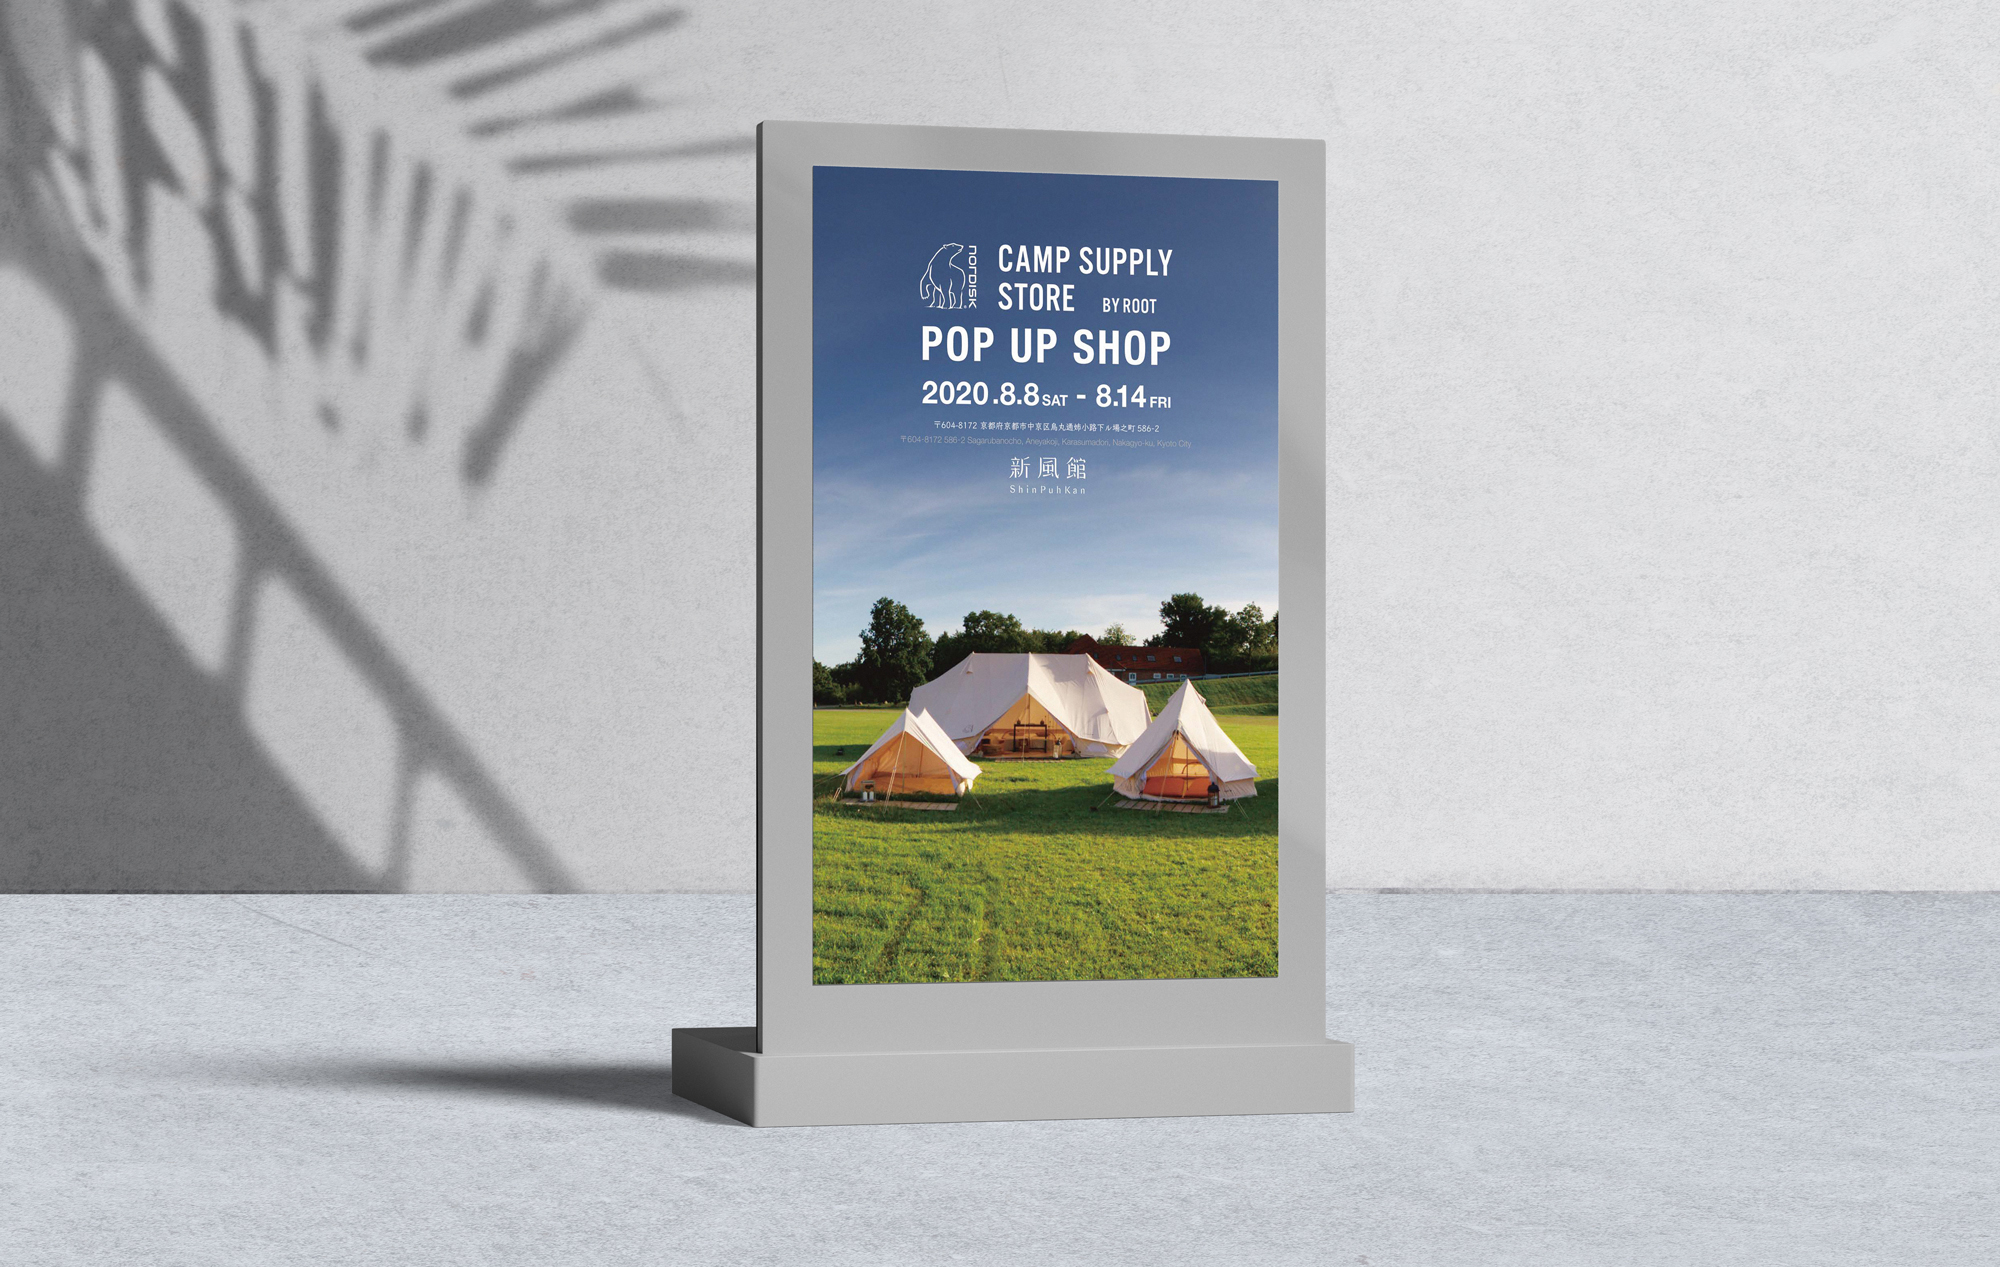 nordisk
CAMP SUPPLY
STORE BY ROOT
POP UP SHOP
2020.8.8 SAT - 8.14 FRI
〒604-8172 京都府京都市中京区烏丸通姉小路下ル場之町 586-2
〒604-8172 586-2 Sagarubanocho, Aneyakoji, Karasumadori, Nakagyo-ku, Kyoto City
新風館
ShinPuhKan